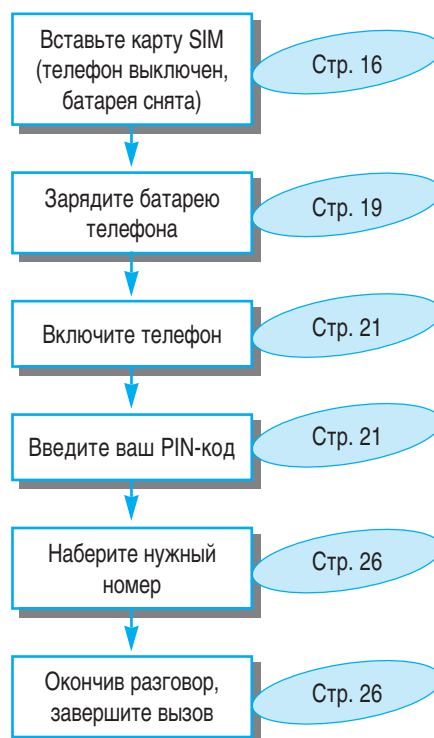 Вставьте карту SIM
(телефон выключен,
батарея снята)
Стр. 16
Зарядите батарею
телефона
Стр. 19
Включите телефон
Стр. 21
Введите ваш PIN-код
Стр. 21
Наберите нужный
номер
Стр. 26
Окончив разговор,
завершите вызов
Стр. 26